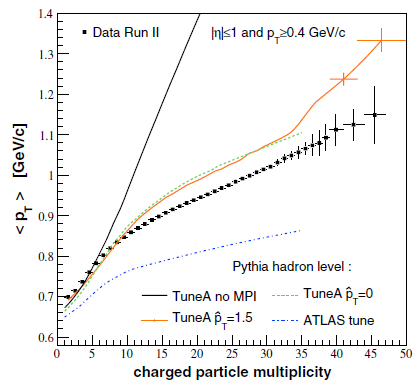 1.4
1.3
1.2
1.1
1
0.9
0.8
0.7
0.6
< p_T > [GeV/c]
Data Run II
|η|≤1 and p_T≥0.4 GeV/c
Pythia hadron level :
TuneA no MPI
TuneA p̂_T=0
TuneA p̂_T=1.5
ATLAS tune
0 5 10 15 20 25 30 35 40 45 50
charged particle multiplicity